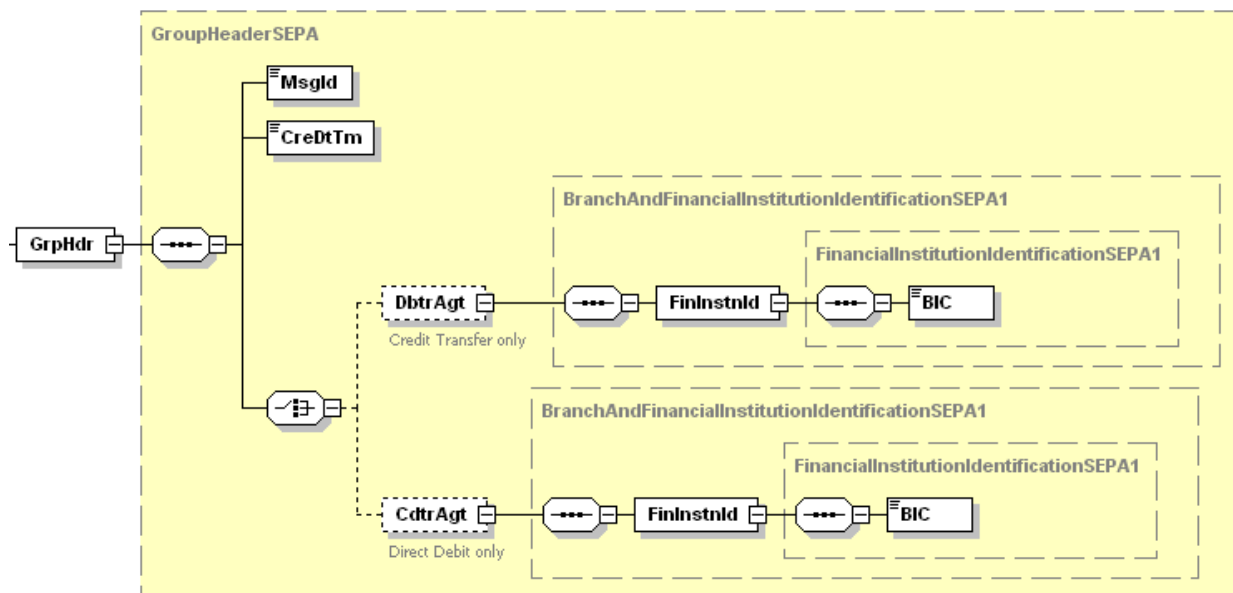 GroupHeaderSEPA
MsgId
CreDtTm
GrpHdr
BranchAndFinancialInstitutionIdentificationSEPA1
FinancialInstitutionIdentificationSEPA1
DbtrAgt
FinInstnId
BIC
Credit Transfer only
BranchAndFinancialInstitutionIdentificationSEPA1
FinancialInstitutionIdentificationSEPA1
CdtrAgt
FinInstnId
BIC
Direct Debit only